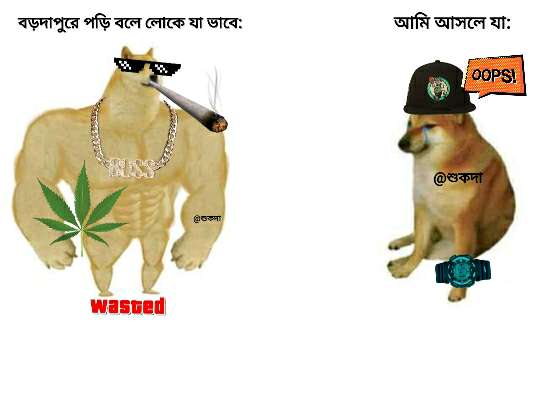 বড়দাপুরে পড়ি বলে লোকে যা ভাবে:
আমি আসলে যা:
OOPS!
BOSS
@শুকদা
@শুকদা
wasted